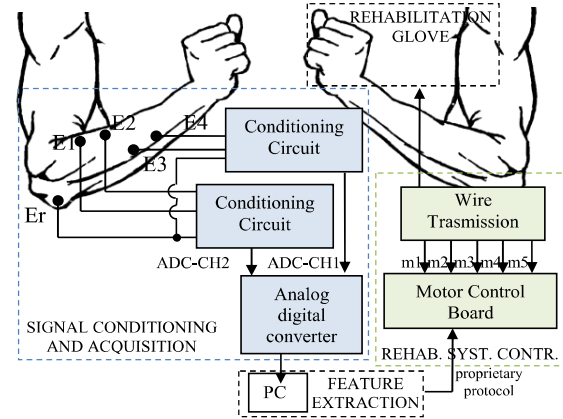 REHABILITATION
GLOVE
E1
E2
E4
E3
Er
Conditioning
Circuit
Conditioning
Circuit
ADC-CH2
ADC-CH1
Analog
digital
converter
SIGNAL CONDITIONING
AND ACQUISITION
Wire
Trasmission
m1 m2 m3 m4 m5
Motor Control
Board
REHAB. SYST. CONTR.
proprietary
protocol
PC
FEATURE
EXTRACTION